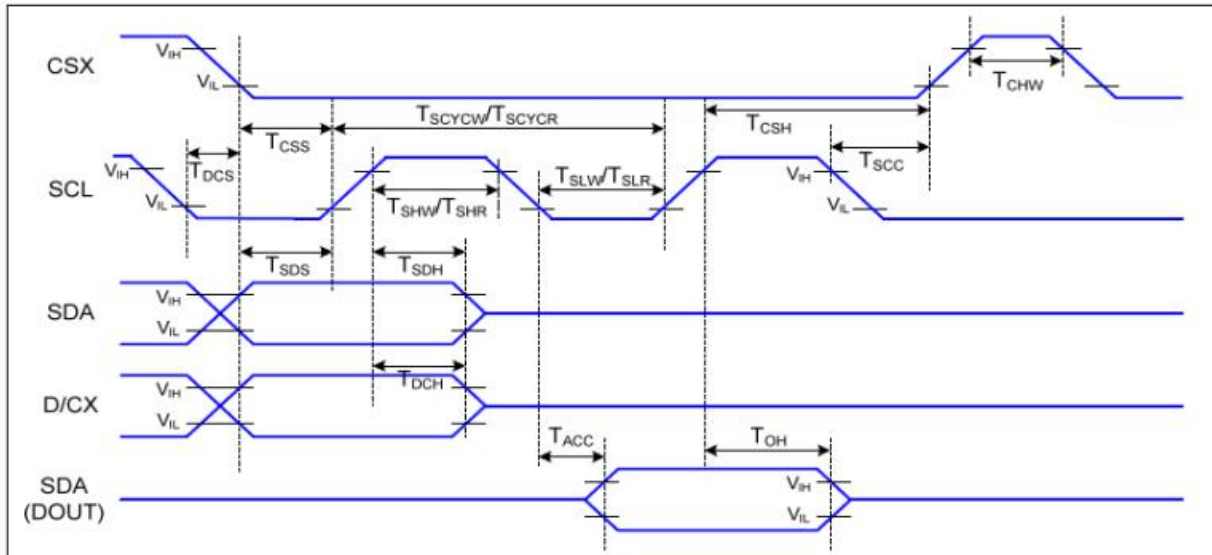 CSX
VIH
VIL
TCHW
TSCYCW/TSCYCR
TCSS
TCSH
SCL
VIH
VIL
TDCS
TSHW/TSHR
TSLW/TSLR
VIH
VIL
TSCC
TSDS
TSDH
SDA
VIH
VIL
D/CX
VIH
VIL
TDCH
TACC
TOH
SDA
(DOUT)
VIH
VIL